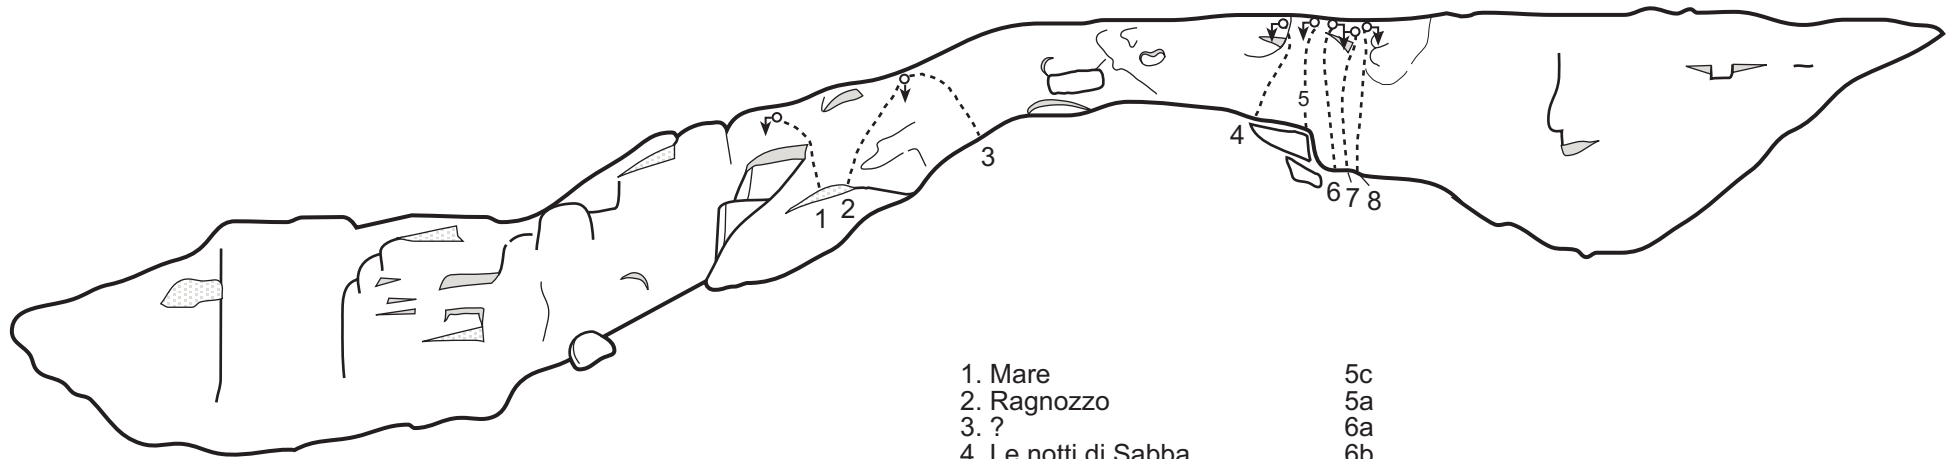 5
4
3
1 2
6 7 8
1. Mare 5c
2. Ragnozzo 5a
3. ? 6a
4. Le notti di Sabba 6b